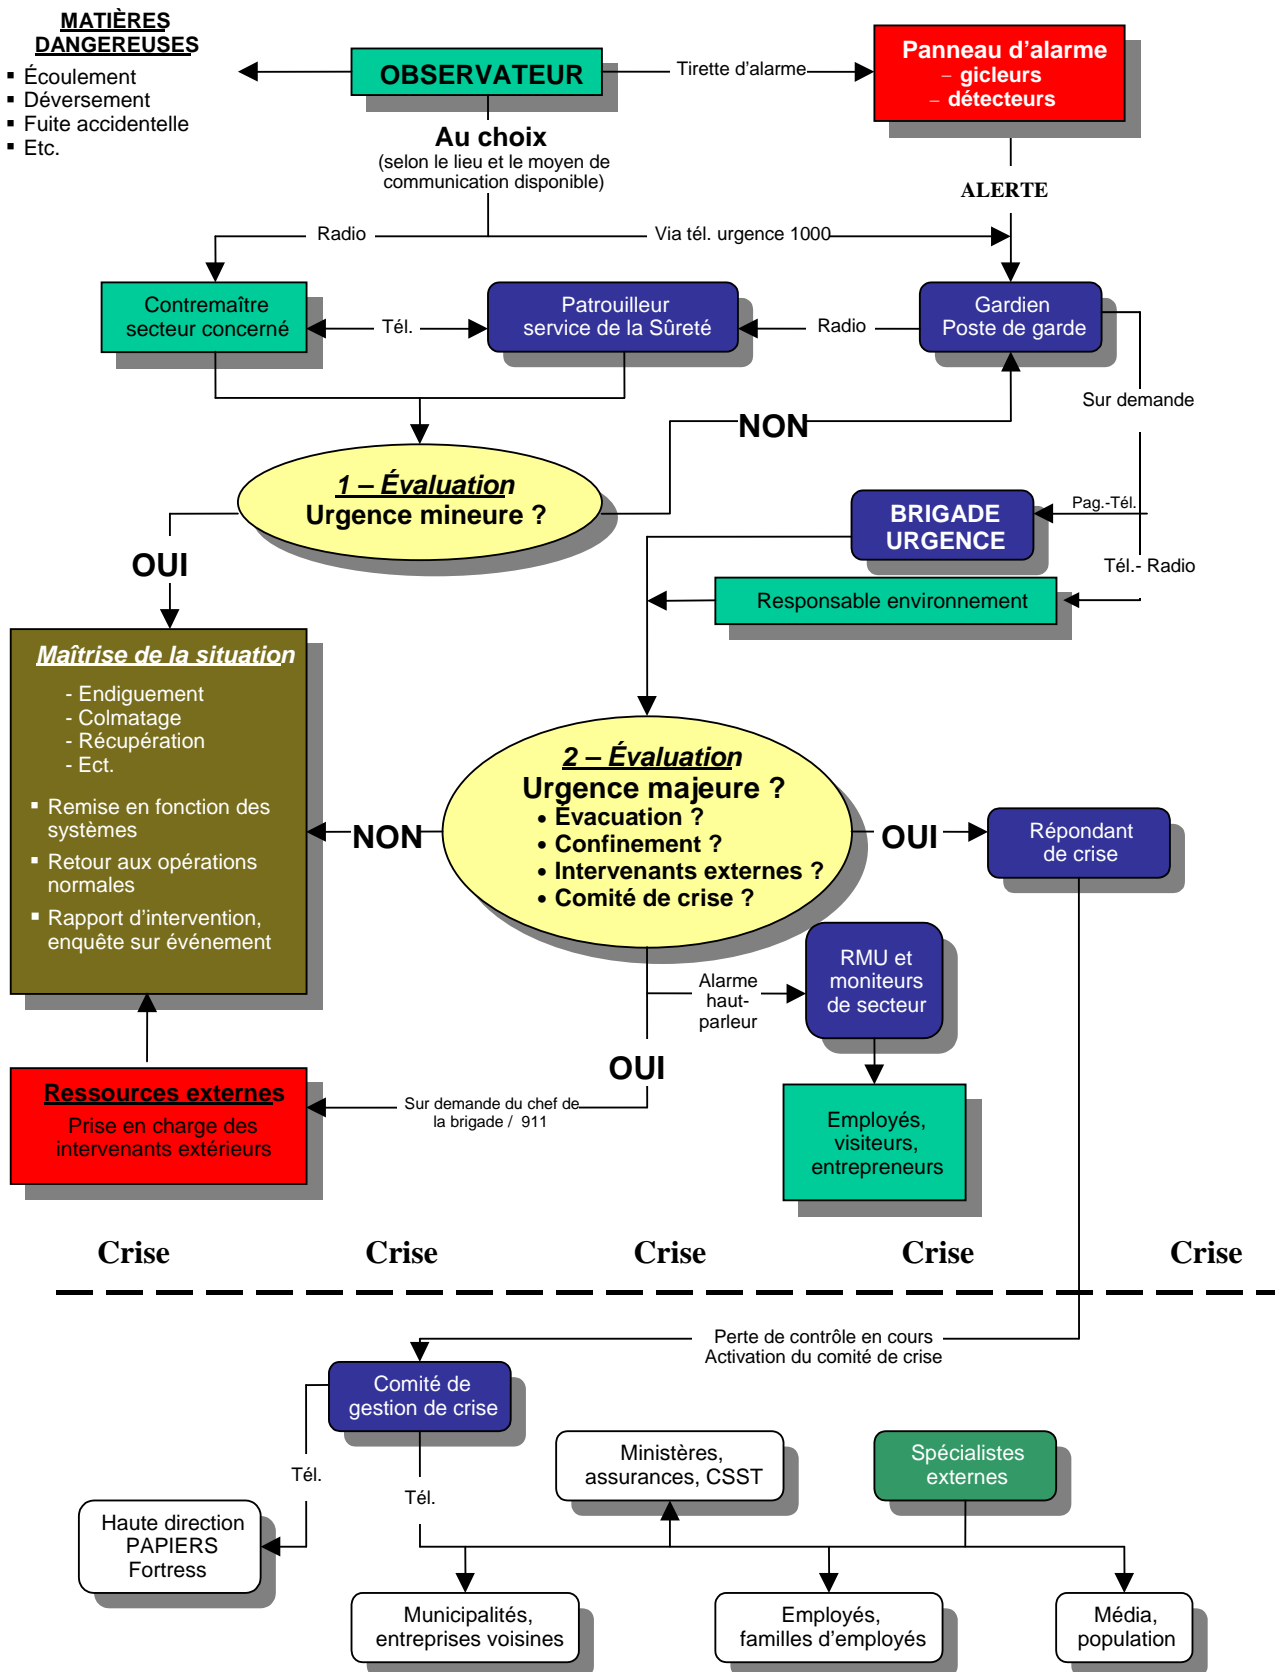 MATIÈRES
DANGEREUSES
▪ Écoulement
▪ Déversement
▪ Fuite accidentelle
▪ Etc.
OBSERVATEUR
Tirette d'alarme
Panneau d'alarme
– gicleurs
– détecteurs
Au choix
(selon le lieu et le moyen de
communication disponible)
ALERTE
Radio
Via tél. urgence 1000
Contremaître
secteur concerné
Tél.
Patrouilleur
service de la Sûreté
Radio
Gardien
Poste de garde
Sur demande
NON
1 – Évaluation
Urgence mineure ?
OUI
BRIGADE
URGENCE
Pag.-Tél.
Tél.- Radio
Responsable environnement
Maîtrise de la situation
- Endiguement
- Colmatage
- Récupération
- Ect.
▪ Remise en fonction des
systèmes
▪ Retour aux opérations
normales
▪ Rapport d'intervention,
enquête sur événement
NON
2 – Évaluation
Urgence majeure ?
• Évacuation ?
• Confinement ?
• Intervenants externes ?
• Comité de crise ?
OUI
Répondant
de crise
Alarme
haut-
parleur
RMU et
moniteurs
de secteur
OUI
Ressources externes
Prise en charge des
intervenants extérieurs
Sur demande du chef de
la brigade / 911
Employés,
visiteurs,
entrepreneurs
Crise Crise Crise Crise Crise
Perte de contrôle en cours
Activation du comité de crise
Comité de
gestion de crise
Tél.
Tél.
Ministères,
assurances, CSST
Spécialistes
externes
Haute direction
PAPIERS
Fortress
Municipalités,
entreprises voisines
Employés,
familles d'employés
Média,
population